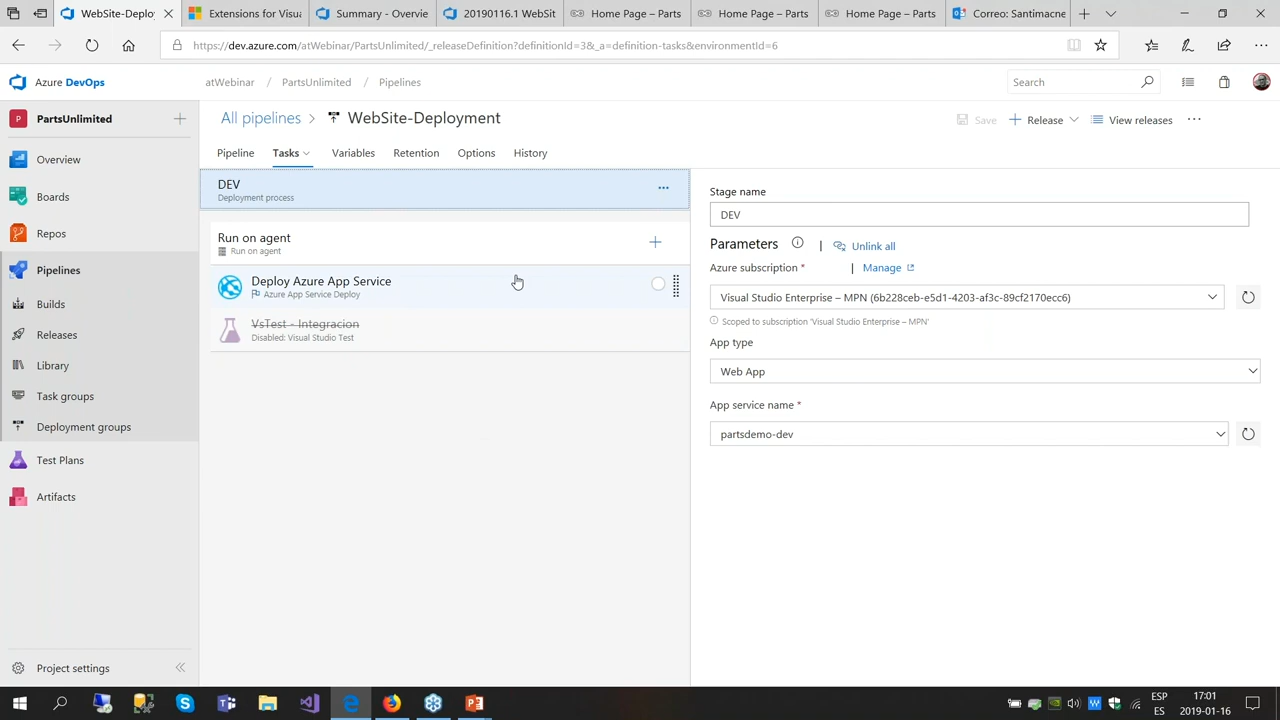 WebSite-Deploy
Extensions for Visua
Summary - Overvie
20190116.1 WebSit
Home Page – Parts
Home Page – Parts
Home Page – Parts
Correo: Santimacne
https://dev.azure.com/atWebinar/PartsUnlimited/_releaseDefinition?definitionId=3&_a=definition-tasks&environmentId=6
Azure DevOps
atWebinar / PartsUnlimited / Pipelines
Search
P PartsUnlimited
All pipelines > WebSite-Deployment
Save
Release
View releases
Pipeline
Tasks
Variables
Retention
Options
History
Overview
Boards
Repos
Pipelines
Builds
Releases
Library
Task groups
Deployment groups
Test Plans
Artifacts
Project settings
DEV
Deployment process
Run on agent
Run on agent
Deploy Azure App Service
Azure App Service Deploy
VsTest - Integracion
Disabled: Visual Studio Test
Stage name
DEV
Parameters | Unlink all
Azure subscription * | Manage
Visual Studio Enterprise – MPN (6b228ceb-e5d1-4203-af3c-89cf2170ecc6)
Scoped to subscription 'Visual Studio Enterprise – MPN'
App type
Web App
App service name *
partsdemo-dev
ESP
ES
17:01
2019-01-16